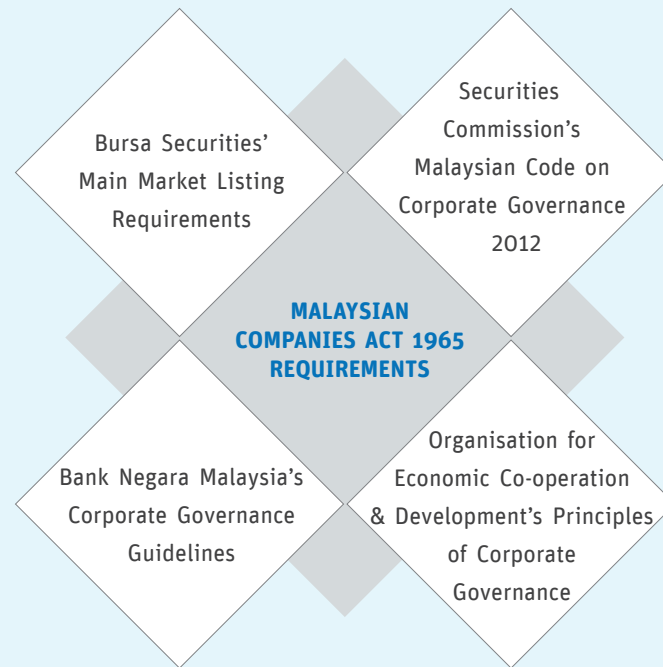 Bursa Securities’
Main Market Listing
Requirements
Securities
Commission’s
Malaysian Code on
Corporate Governance
2012
MALAYSIAN
COMPANIES ACT 1965
REQUIREMENTS
Bank Negara Malaysia’s
Corporate Governance
Guidelines
Organisation for
Economic Co-operation
& Development’s Principles
of Corporate
Governance